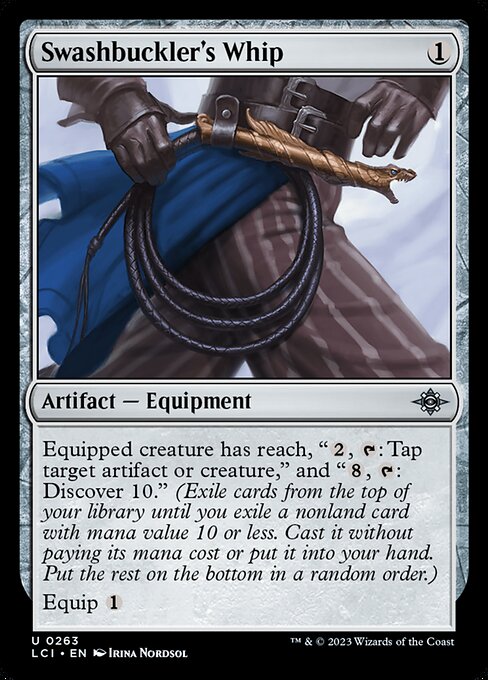 Swashbuckler's Whip 1
Artifact — Equipment
Equipped creature has reach, “2, : Tap
target artifact or creature,” and “8, :
Discover 10.” (Exile cards from the top of
your library until you exile a nonland card
with mana value 10 or less. Cast it without
paying its mana cost or put it into your hand.
Put the rest on the bottom in a random order.)
Equip 1
U 0263
LCI • EN Irina Nordsol
™ & © 2023 Wizards of the Coast